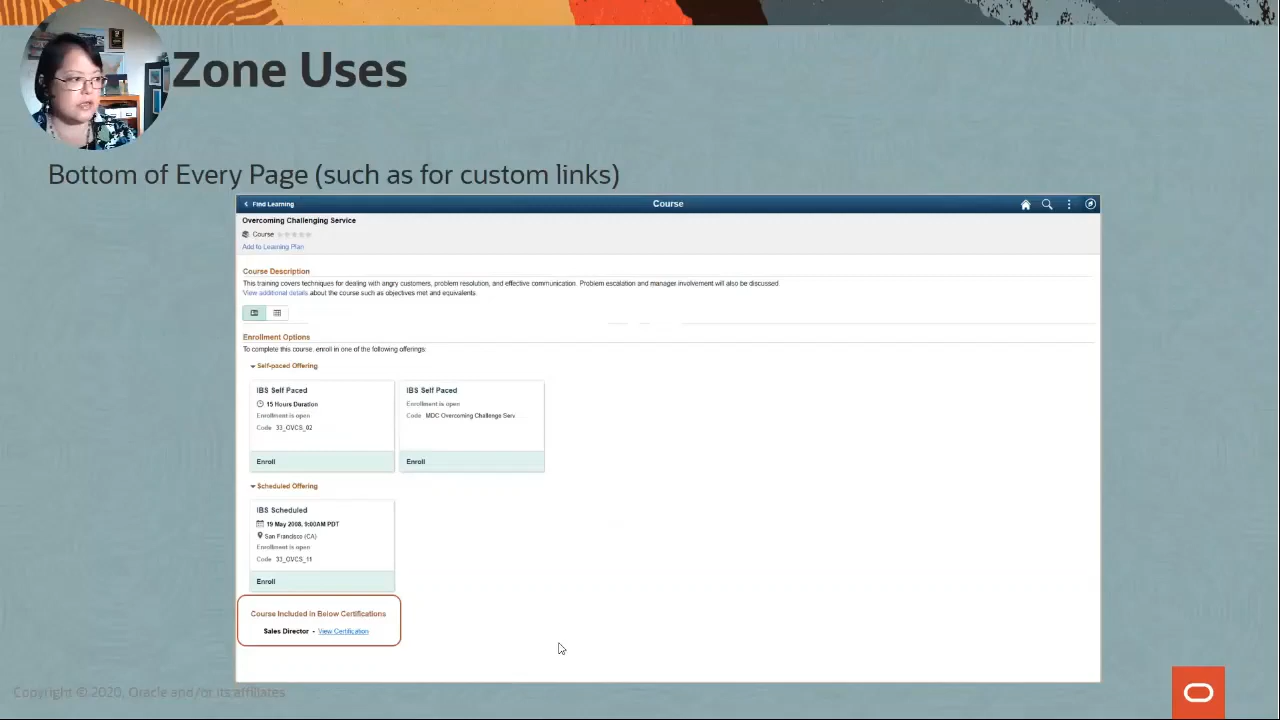 Zone Uses
Bottom of Every Page (such as for custom links)
Find Learning
Course
Overcoming Challenging Service
Course
Add to Learning Plan
Course Description
This training covers techniques for dealing with angry customers, problem resolution, and effective communication. Problem escalation and manager involvement will also be discussed.
View additional details about the course such as objectives met and equivalents.
Enrollment Options
To complete this course, enroll in one of the following offerings:
Self-paced Offering
IBS Self Paced
15 Hours Duration
Enrollment is open
Code 33_OVCS_02
Enroll
IBS Self Paced
Enrollment is open
Code MDC Overcoming Challenge Serv
Enroll
Scheduled Offering
IBS Scheduled
19 May 2008, 9:00AM PDT
San Francisco (CA)
Enrollment is open
Code 33_OVCS_11
Enroll
Course Included In Below Certifications
Sales Director - View Certification
Copyright © 2020, Oracle and/or its affiliates